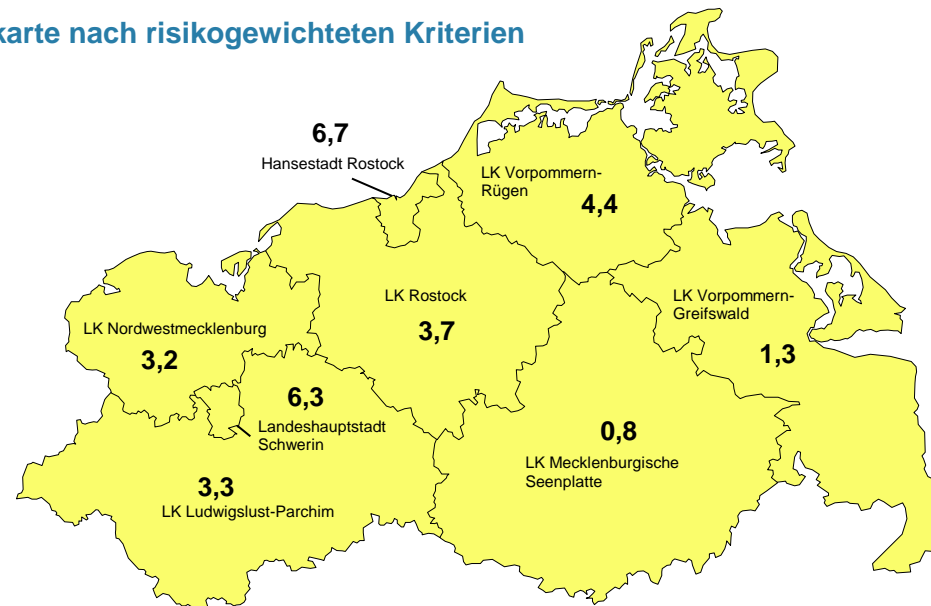 karte nach risikogewichteten Kriterien
6,7
Hansestadt Rostock
LK Vorpommern-
Rügen
4,4
LK Rostock
3,7
LK Vorpommern-
Greifswald
1,3
LK Nordwestmecklenburg
3,2
6,3
Landeshauptstadt
Schwerin
0,8
LK Mecklenburgische
Seenplatte
3,3
LK Ludwigslust-Parchim